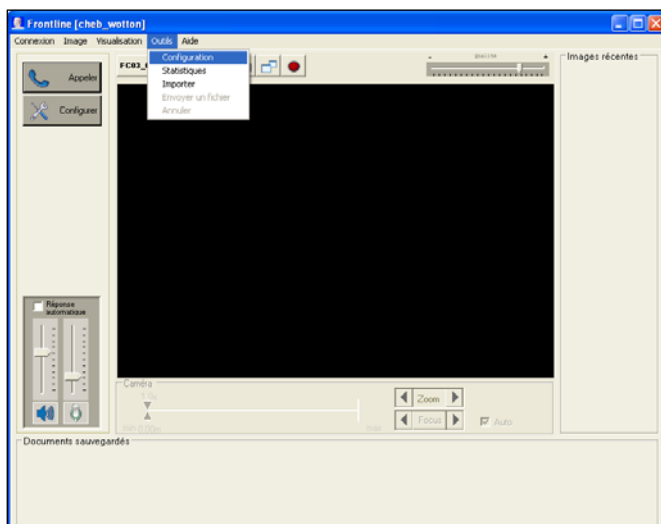 Frontline [cheb_wotton]
Connexion Image Visualisation Outils Aide
Configuration
Statistiques
Importer
Envoyer un fichier
Annuler
Images récentes
Appeler
Configurer
Réponse
automatique
Caméra
Zoom
Focus
Auto
max
Documents sauvegardés